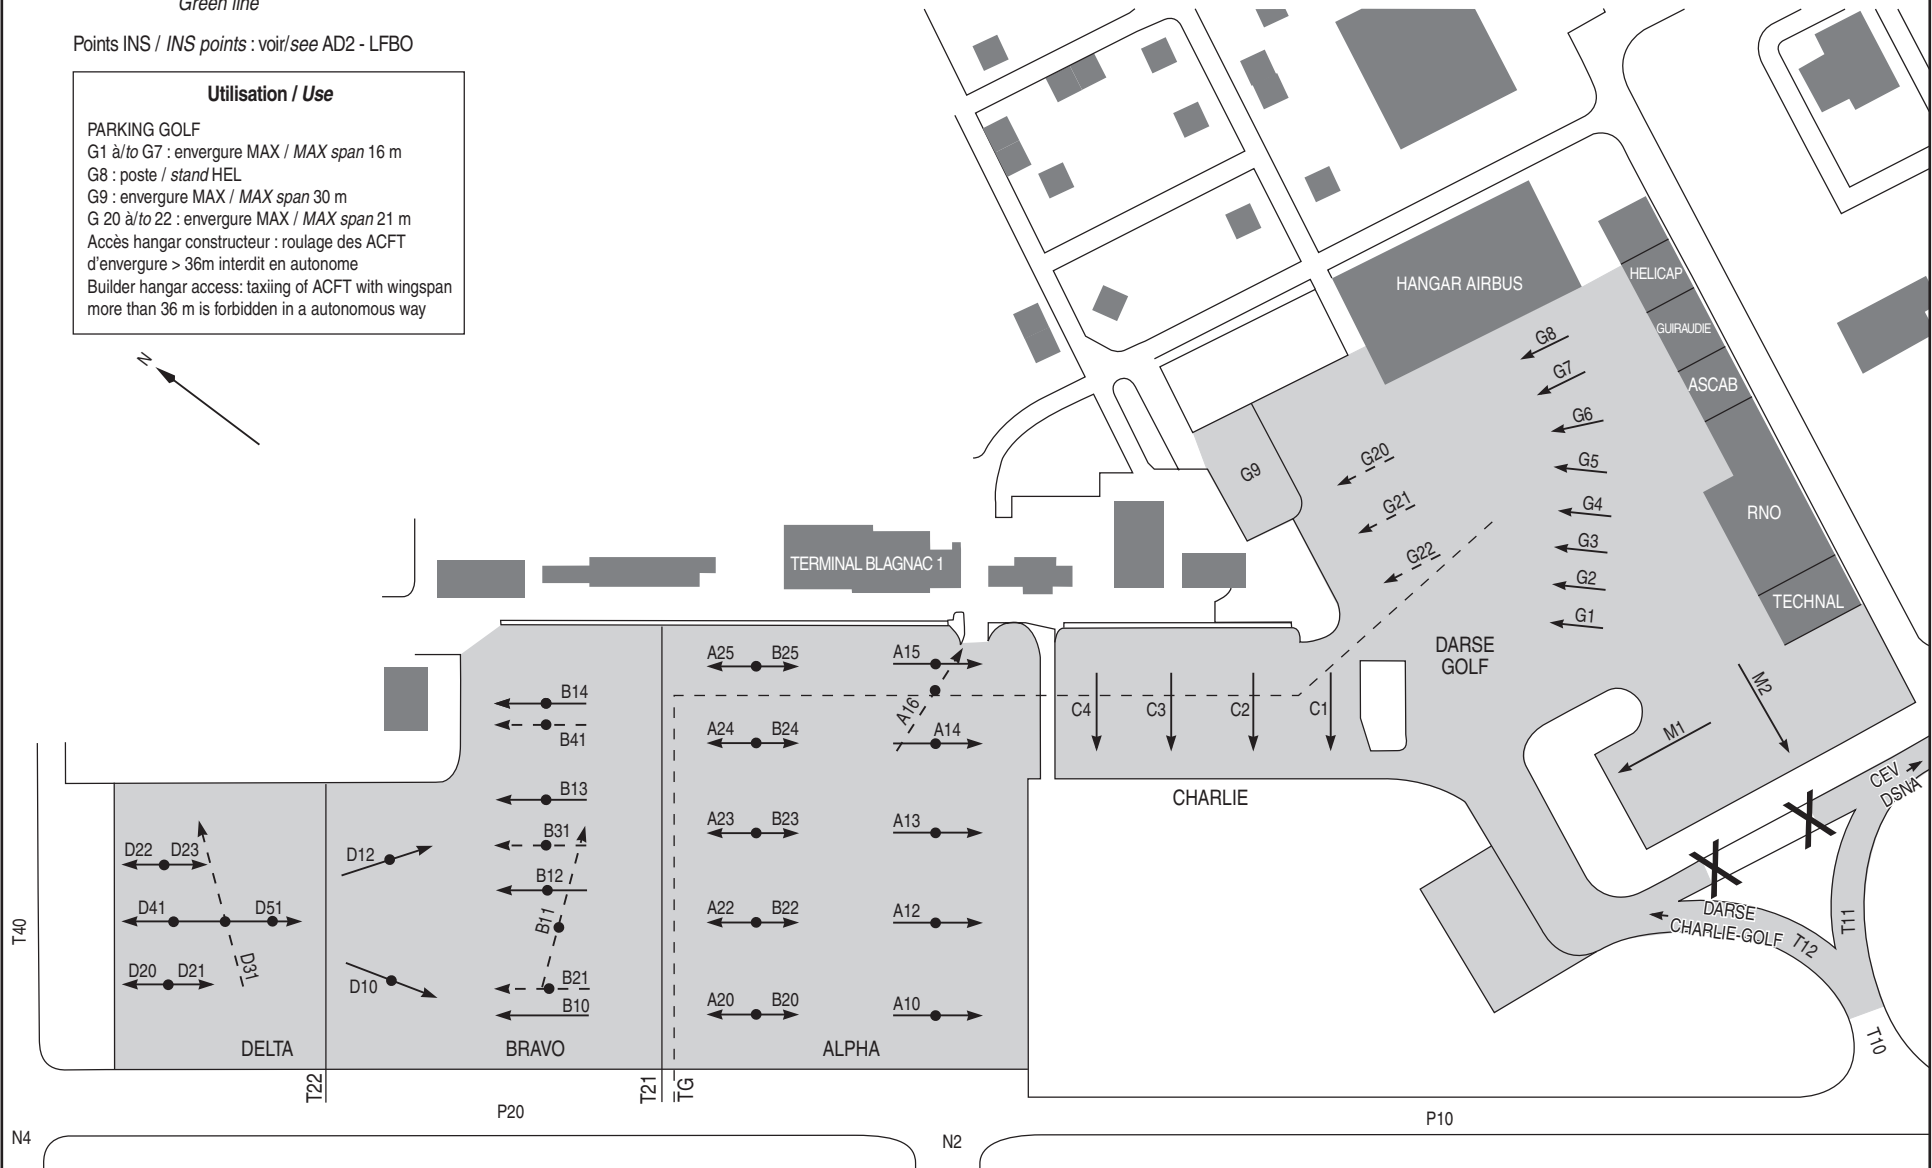 Green line
Points INS / INS points : voir/see AD2 - LFBO
Utilisation / Use
PARKING GOLF
G1 à/to G7 : envergure MAX / MAX span 16 m
G8 : poste / stand HEL
G9 : envergure MAX / MAX span 30 m
G 20 à/to 22 : envergure MAX / MAX span 21 m
Accès hangar constructeur : roulage des ACFT
d'envergure > 36m interdit en autonome
Builder hangar access: taxiing of ACFT with wingspan
more than 36 m is forbidden in a autonomous way
N
HANGAR AIRBUS
HELICAP
GUIRAUDIE
ASCAB
RNO
TECHNAL
G8
G7
G6
G5
G4
G3
G2
G1
G9
G20
G21
G22
TERMINAL BLAGNAC 1
DARSE
GOLF
M2
M1
CEV
DSNA
A25 B25
A15
A16
A24 B24
A14
A23 B23
A13
A22 B22
A12
A20 B20
A10
C4
C3
C2
C1
CHARLIE
B14
B41
B13
B31
B12
B11
B21
B10
D22 D23
D12
D41
D51
D20 D21
D31
D10
DELTA
BRAVO
ALPHA
DARSE
CHARLIE-GOLF
T12
T11
T10
T40
T22
T21
TG
P20
P10
N4
N2